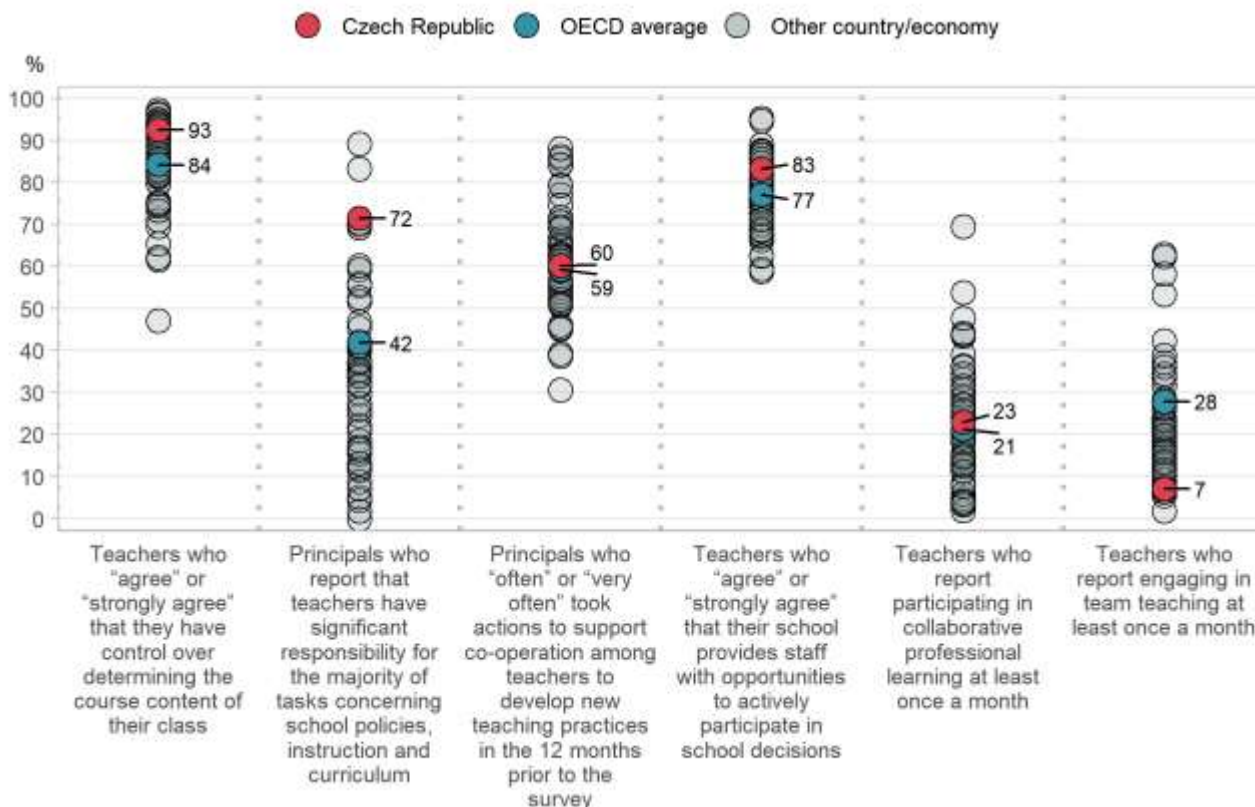 Czech Republic OECD average Other country/economy
%
100
90
80
70
60
50
40
30
20
10
0
93
84
72
42
60
59
83
77
23
21
28
7
Teachers who
“agree” or
“strongly agree”
that they have
control over
determining the
course content of
their class
Principals who
report that
teachers have
significant
responsibility for
the majority of
tasks concerning
school policies,
instruction and
curriculum
Principals who
“often” or “very
often” took
actions to support
co-operation among
teachers to
develop new
teaching practices
in the 12 months
prior to the
survey
Teachers who
“agree” or
“strongly agree”
that their school
provides staff
with opportunities
to actively
participate in
school decisions
Teachers who
report
participating in
collaborative
professional
learning at least
once a month
Teachers who
report engaging in
team teaching at
least once a month